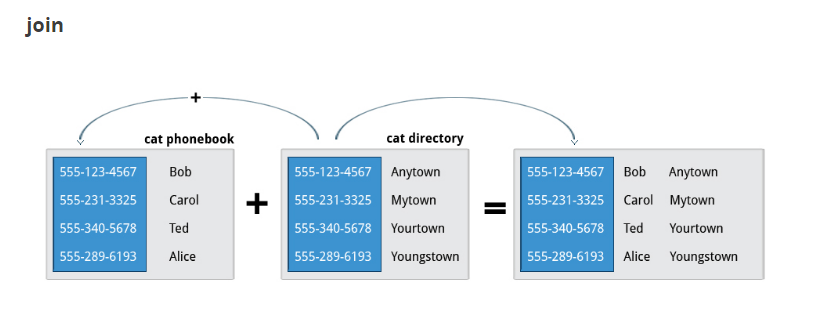 join
+
cat phonebook
cat directory
555-123-4567 Bob
555-231-3325 Carol
555-340-5678 Ted
555-289-6193 Alice
+
555-123-4567 Anytown
555-231-3325 Mytown
555-340-5678 Yourtown
555-289-6193 Youngstown
=
555-123-4567 Bob Anytown
555-231-3325 Carol Mytown
555-340-5678 Ted Yourtown
555-289-6193 Alice Youngstown